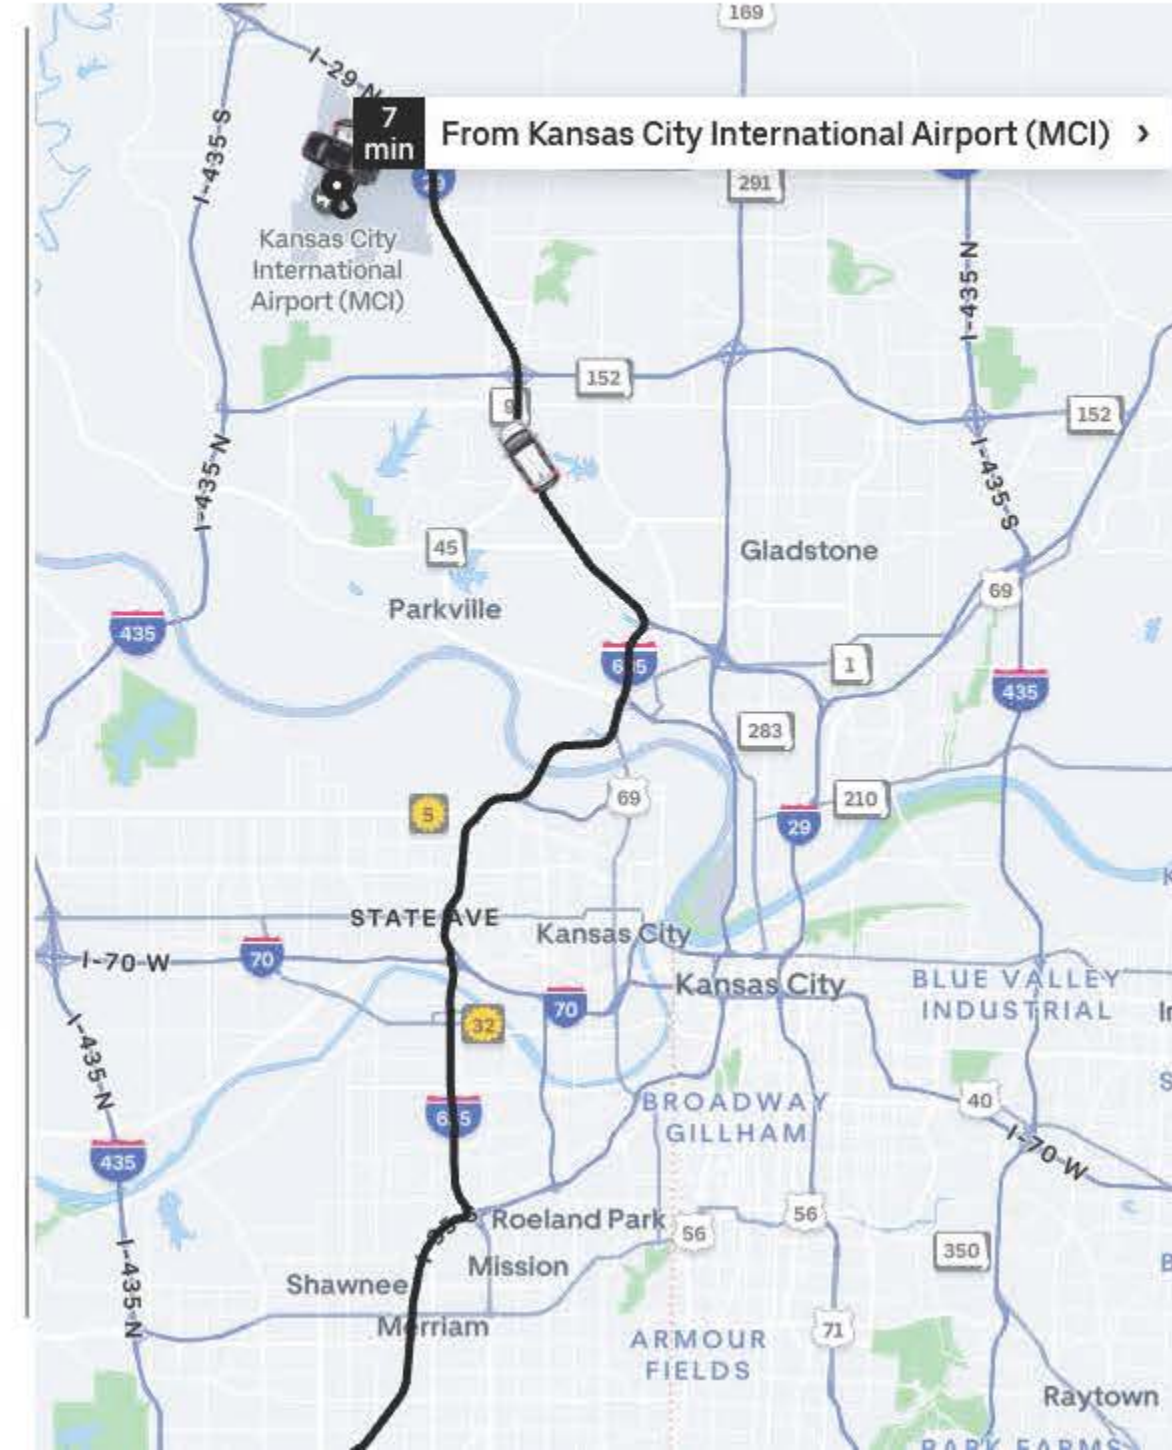 169
I-29 N
7
min
From Kansas City International Airport (MCI) ›
I-435-S
291
Kansas City
International
Airport (MCI)
I-435-N
152
152
I-435-N
I-435-S
45
Gladstone
69
Parkville
435
1
435
283
69
210
5
29
STATE AVE
Kansas City
I-70-W
70
Kansas City
BLUE VALLEY
INDUSTRIAL
70
32
I-435-N
BROADWAY
GILLHAM
40
I-70-W
435
56
Roeland Park
56
350
I-435-N
Mission
Shawnee
Merriam
71
ARMOUR
FIELDS
Raytown
PARK FARMS